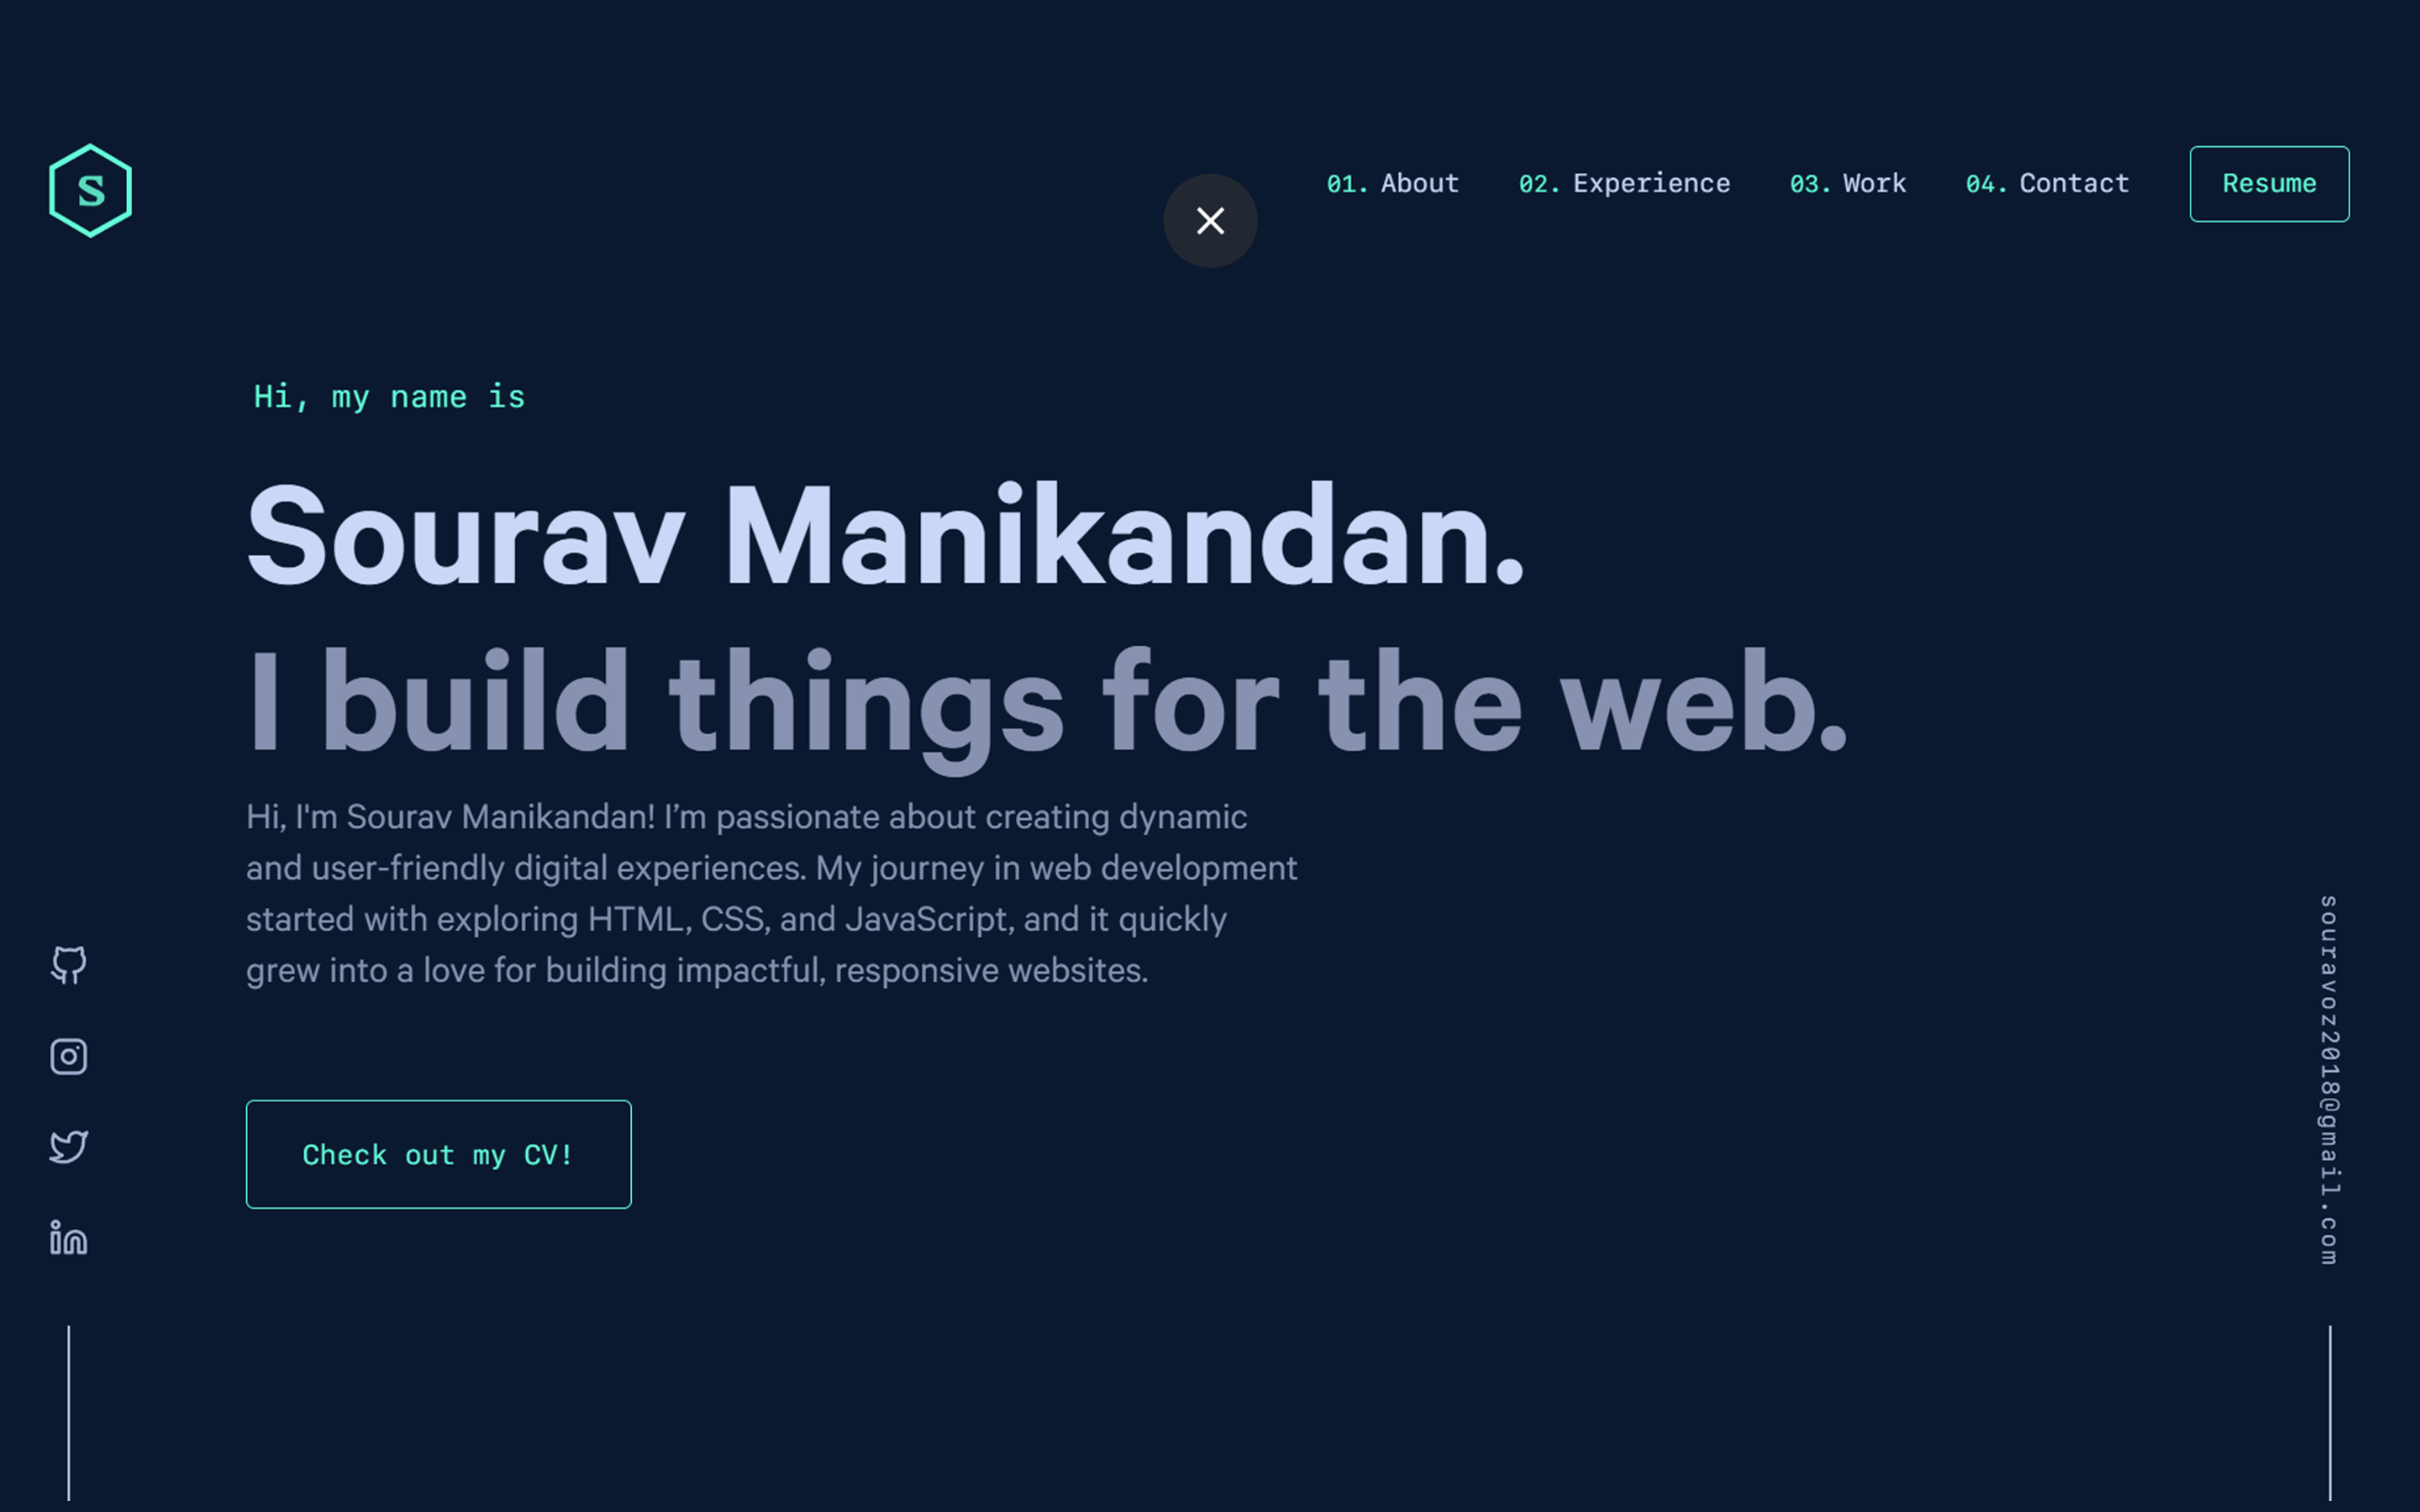 S
01. About 02. Experience 03. Work 04. Contact Resume
Hi, my name is
Sourav Manikandan.
I build things for the web.
Hi, I'm Sourav Manikandan! I’m passionate about creating dynamic
and user-friendly digital experiences. My journey in web development
started with exploring HTML, CSS, and JavaScript, and it quickly
grew into a love for building impactful, responsive websites.
Check out my CV!
souravoz2018@gmail.com